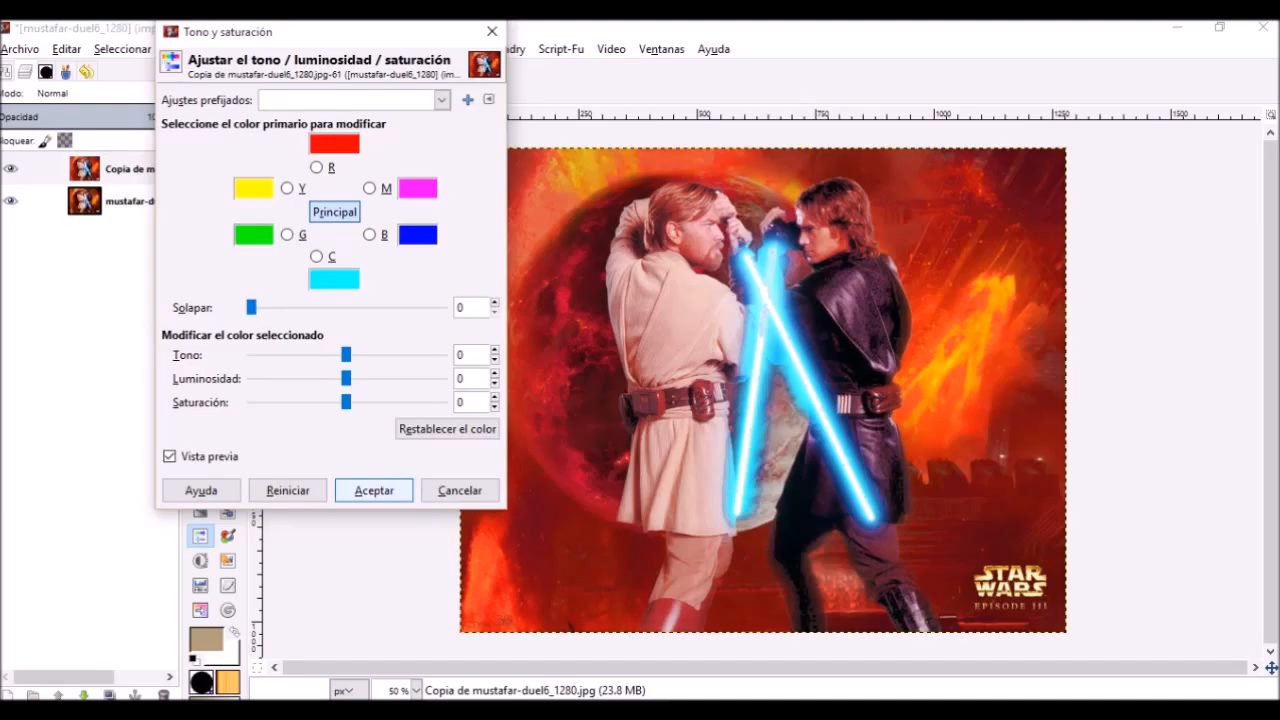 *[mustafar-duel6_1280] (imp
Tono y saturación
Archivo Editar Seleccionar
Script-Fu Video Ventanas Ayuda
Ajustar el tono / luminosidad / saturación
Copia de mustafar-duel6_1280.jpg-61 ([mustafar-duel6_1280] (im...
Modo: Normal
Ajustes prefijados:
Opacidad 10
250 500 750 1000 1250 1500
Seleccione el color primario para modificar
Bloquear:
R
Copia de m
Y M
mustafar-d
Principal
G B
C
Solapar: 0
Modificar el color seleccionado
Tono: 0
Luminosidad: 0
Saturación: 0
Restablecer el color
Vista previa
Ayuda Reiniciar Aceptar Cancelar
STAR
WARS
EPISODE III
px 50 % Copia de mustafar-duel6_1280.jpg (23.8 MB)